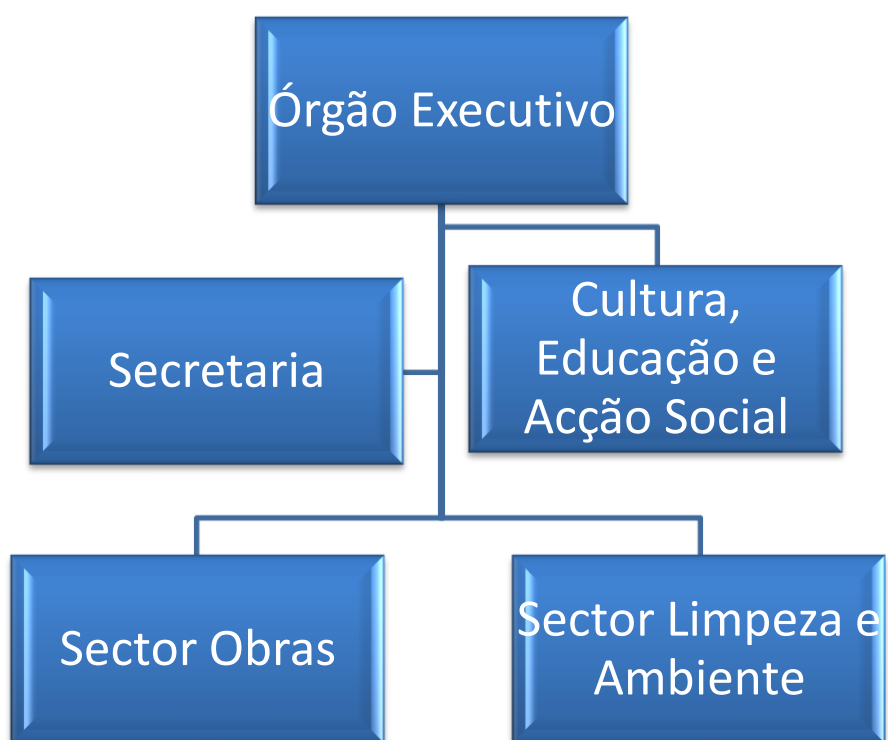 Órgão Executivo
Secretaria
Cultura,
Educação e
Acção Social
Sector Obras
Sector Limpeza e
Ambiente